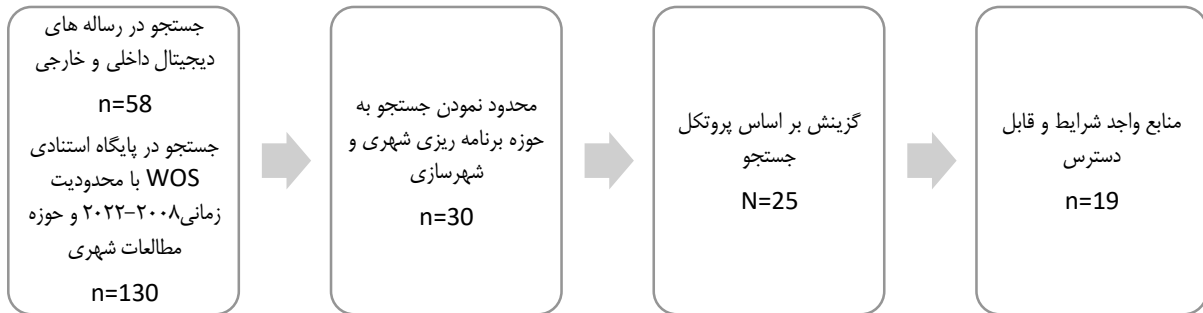 جستجو در رساله های
دیجیتال داخلی و خارجی
n=58
جستجو در پایگاه استنادی
WOS با محدودیت
زمانی۲۰۰۸-۲۰۲۲ و حوزه
مطالعات شهری
n=130
محدود نمودن جستجو به
حوزه برنامه ریزی شهری و
شهرسازی
n=30
گزینش بر اساس پروتکل
جستجو
N=25
منابع واجد شرایط و قابل
دسترس
n=19